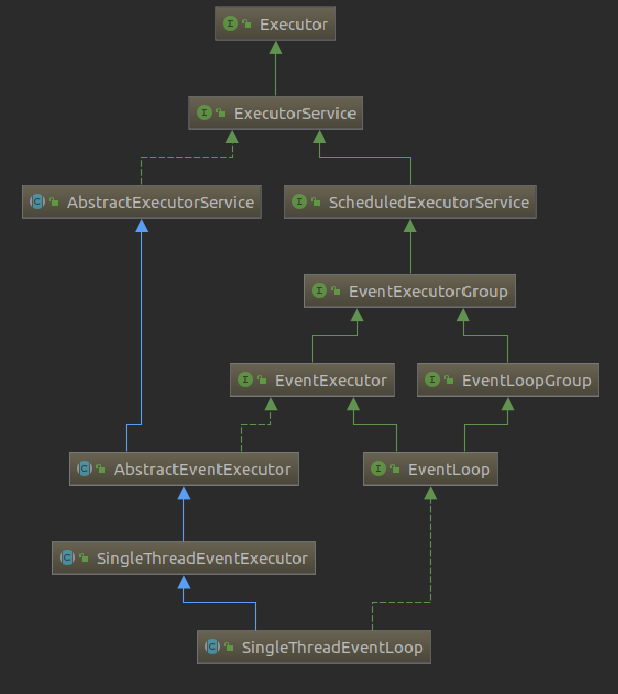 I Executor
I ExecutorService
C AbstractExecutorService
I ScheduledExecutorService
I EventExecutorGroup
I EventExecutor
I EventLoopGroup
C AbstractEventExecutor
I EventLoop
C SingleThreadEventExecutor
C SingleThreadEventLoop